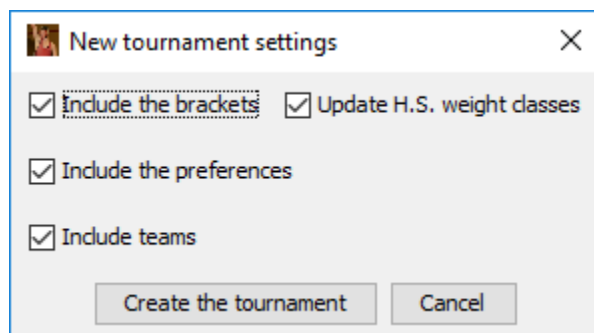 New tournament settings
Include the brackets Update H.S. weight classes
Include the preferences
Include teams
Create the tournament Cancel